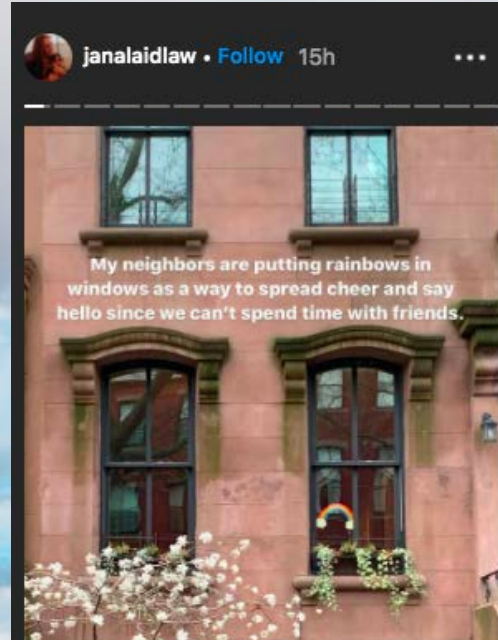 janalaidlaw • Follow 15h
My neighbors are putting rainbows in
windows as a way to spread cheer and say
hello since we can't spend time with friends.